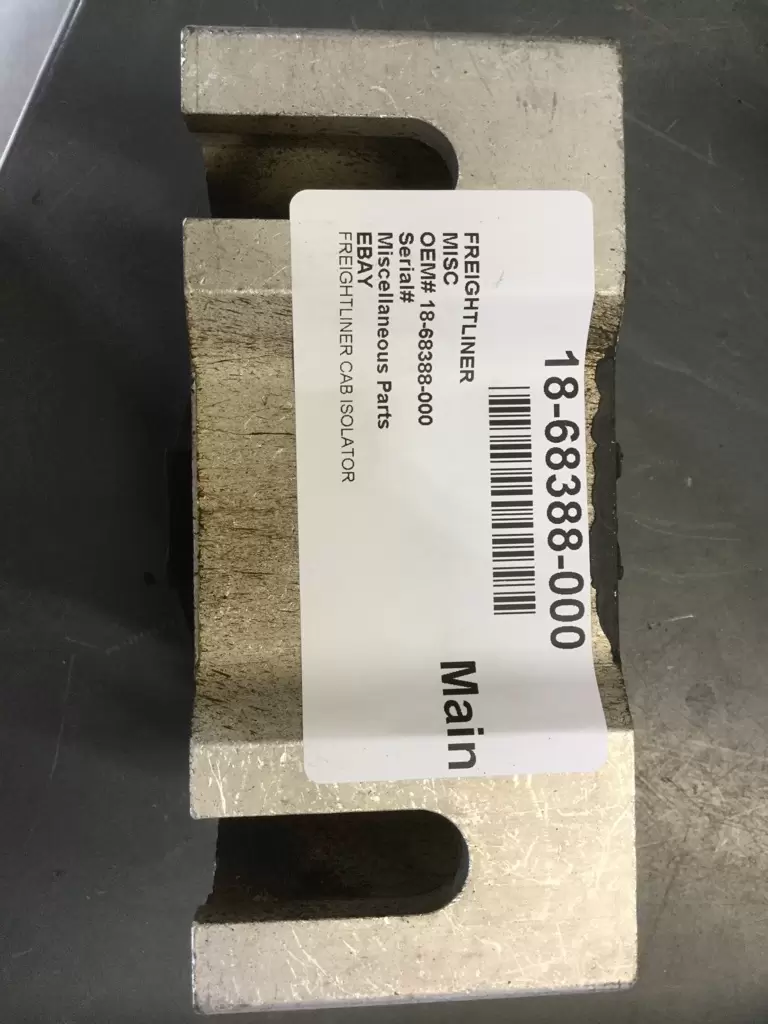 18-68388-000
FREIGHTLINER
MISC
OEM# 18-68388-000
Serial#
Miscellaneous Parts
EBAY
FREIGHTLINER CAB ISOLATOR
Main